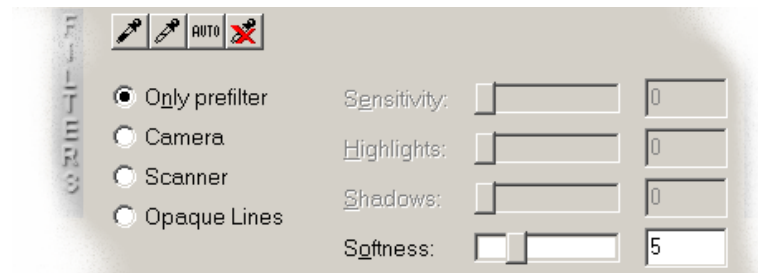 FILTERS
AUTO
Only prefilter
Camera
Scanner
Opaque Lines
Sensitivity: 0
Highlights: 0
Shadows: 0
Softness: 5